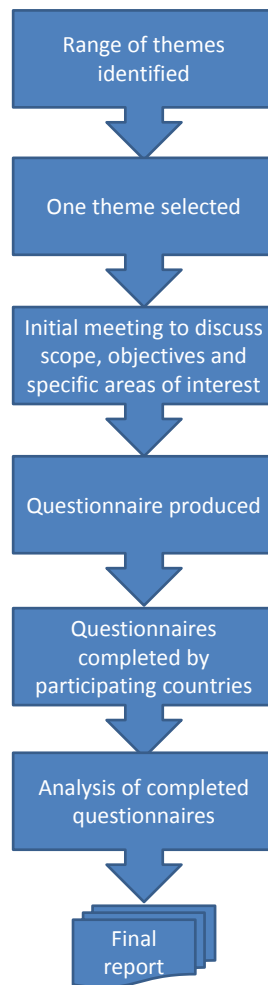 Range of themes
identified
One theme selected
Initial meeting to discuss
scope, objectives and
specific areas of interest
Questionnaire produced
Questionnaires
completed by
participating countries
Analysis of completed
questionnaires
Final
report